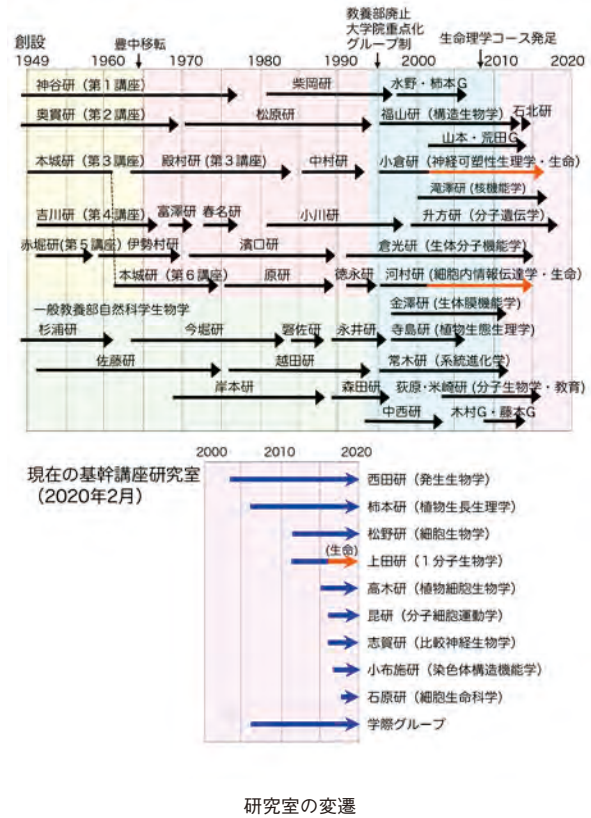 教養部廃止
大学院重点化
グループ制
創設
豊中移転
生命理学コース発足
1949 1960 1970 1980 1990 2000 2010 2020
神谷研（第１講座） 柴岡研 水野・柿本G
奥貫研（第２講座） 松原研 福山研（構造生物学） 石北研
山本・荒田G
本城研（第３講座） 殿村研（第３講座） 中村研 小倉研（神経可塑性生理学・生命）
滝澤研（核機能学）
吉川研（第４講座） 富澤研 春名研 小川研 升方研（分子遺伝学）
赤堀研（第５講座） 伊勢村研 濱口研 倉光研（生体分子機能学）
本城研（第６講座） 原研 徳永研 河村研（細胞内情報伝達学・生命）
金澤研（生体膜機能学）
一般教養部自然科学生物学
杉浦研 今堀研 磐佐研 永井研 寺島研（植物生態生理学）
佐藤研 越田研 常木研（系統進化学）
岸本研 森田研 荻原・米崎研（分子生物学・教育）
中西研 木村G・藤本G
現在の基幹講座研究室
（2020年2月）
2000 2010 2020
西田研（発生生物学）
柿本研（植物生長生理学）
松野研（細胞生物学）
(生命)
上田研（１分子生物学）
高木研（植物細胞生物学）
昆研（分子細胞運動学）
志賀研（比較神経生物学）
小布施研（染色体構造機能学）
石原研（細胞生命科学）
学際グループ
研究室の変遷